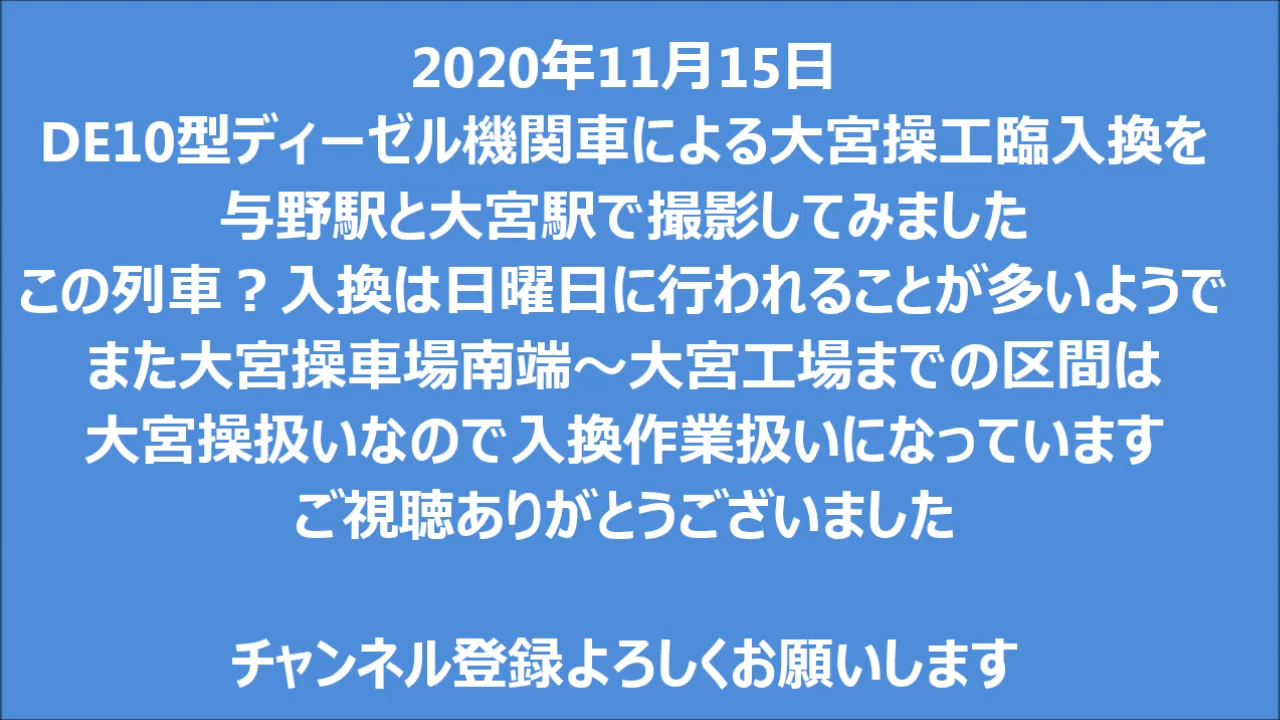 2020年11月15日
DE10型ディーゼル機関車による大宮操工臨入換を
与野駅と大宮駅で撮影してみました
この列車？入換は日曜日に行われることが多いようで
また大宮操車場南端～大宮工場までの区間は
大宮操扱いなので入換作業扱いになっています
ご視聴ありがとうございました
チャンネル登録よろしくお願いします